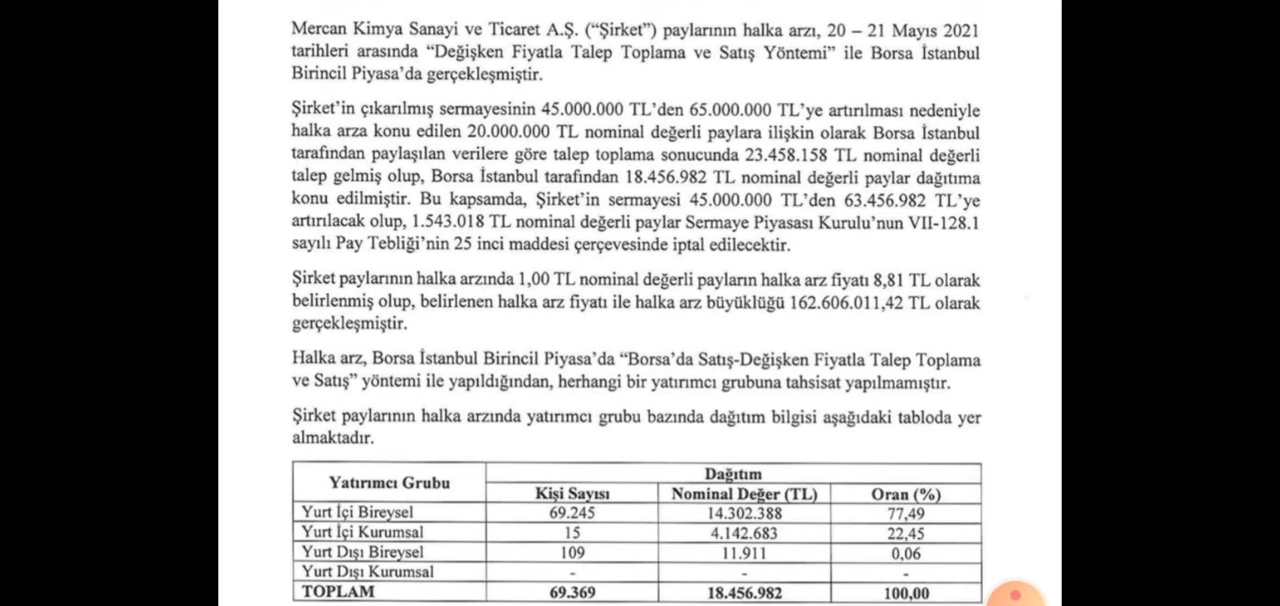 Mercan Kimya Sanayi ve Ticaret A.Ş. (“Şirket”) paylarının halka arzı, 20 – 21 Mayıs 2021
tarihleri arasında “Değişken Fiyatla Talep Toplama ve Satış Yöntemi” ile Borsa İstanbul
Birincil Piyasa’da gerçekleşmiştir.
Şirket’in çıkarılmış sermayesinin 45.000.000 TL’den 65.000.000 TL’ye artırılması nedeniyle
halka arza konu edilen 20.000.000 TL nominal değerli paylara ilişkin olarak Borsa İstanbul
tarafından paylaşılan verilere göre talep toplama sonucunda 23.458.158 TL nominal değerli
talep gelmiş olup, Borsa İstanbul tarafından 18.456.982 TL nominal değerli paylar dağıtıma
konu edilmiştir. Bu kapsamda, Şirket’in sermayesi 45.000.000 TL’den 63.456.982 TL’ye
artırılacak olup, 1.543.018 TL nominal değerli paylar Sermaye Piyasası Kurulu’nun VII-128.1
sayılı Pay Tebliği’nin 25 inci maddesi çerçevesinde iptal edilecektir.
Şirket paylarının halka arzında 1,00 TL nominal değerli payların halka arz fiyatı 8,81 TL olarak
belirlenmiş olup, belirlenen halka arz fiyatı ile halka arz büyüklüğü 162.606.011,42 TL olarak
gerçekleşmiştir.
Halka arz, Borsa İstanbul Birincil Piyasa’da “Borsa’da Satış-Değişken Fiyatla Talep Toplama
ve Satış” yöntemi ile yapıldığından, herhangi bir yatırımcı grubuna tahsisat yapılmamıştır.
Şirket paylarının halka arzında yatırımcı grubu bazında dağıtım bilgisi aşağıdaki tabloda yer
almaktadır.
Yatırımcı Grubu Dağıtım
Kişi Sayısı Nominal Değer (TL) Oran (%)
Yurt İçi Bireysel 69.245 14.302.388 77,49
Yurt İçi Kurumsal 15 4.142.683 22,45
Yurt Dışı Bireysel 109 11.911 0,06
Yurt Dışı Kurumsal - - -
TOPLAM 69.369 18.456.982 100,00